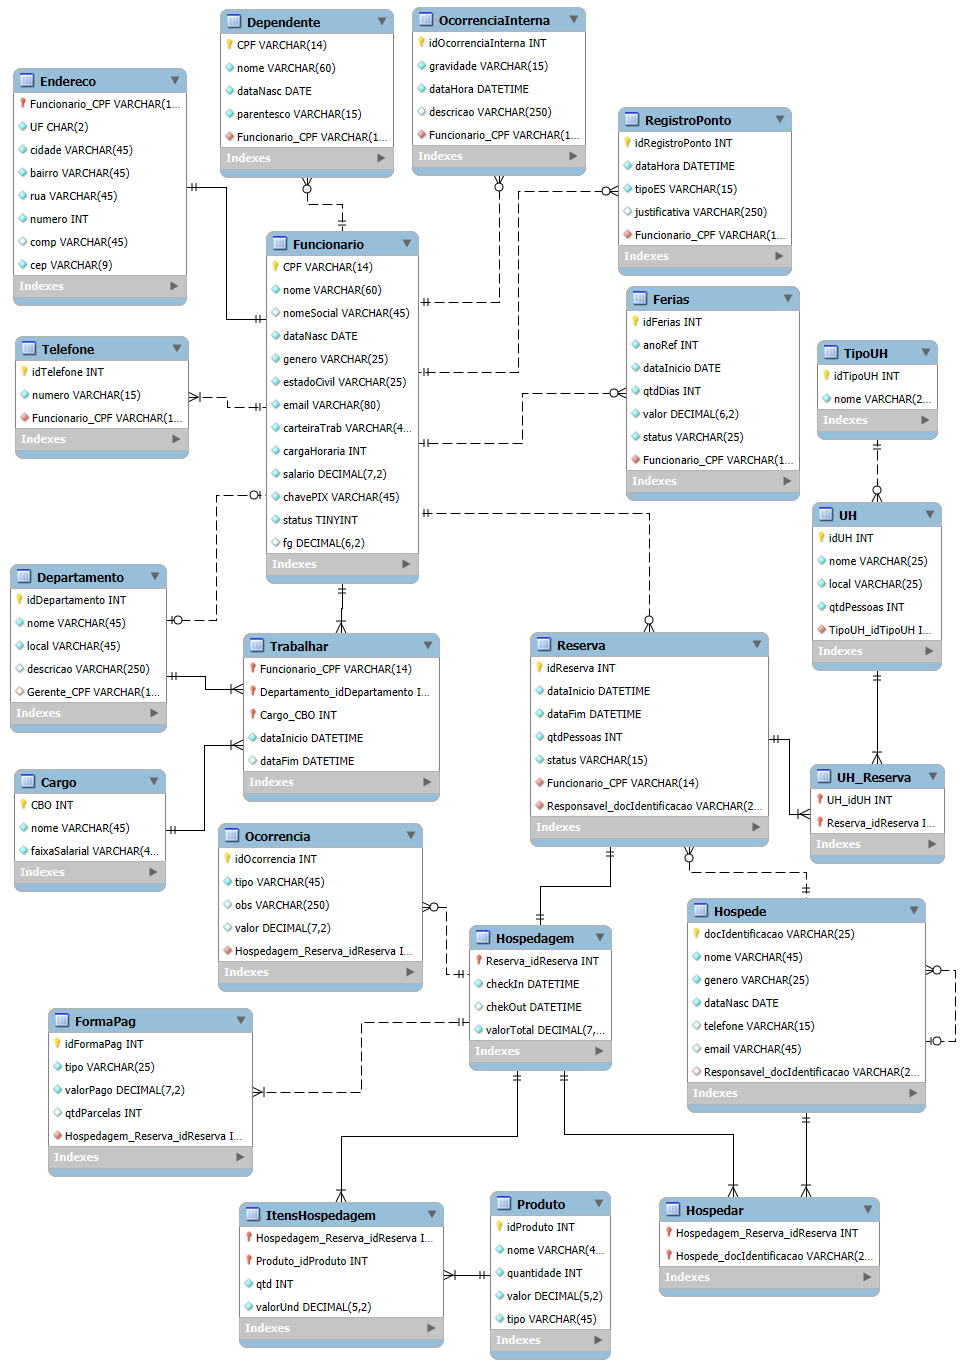 Dependente
CPF VARCHAR(14)
nome VARCHAR(60)
dataNasc DATE
parentesco VARCHAR(15)
Funcionario_CPF VARCHAR(1...
Indexes
OcorrenciaInterna
idOcorrenciaInterna INT
gravidade VARCHAR(15)
dataHora DATETIME
descricao VARCHAR(250)
Funcionario_CPF VARCHAR(1...
Indexes
Endereco
Funcionario_CPF VARCHAR(1...
UF CHAR(2)
cidade VARCHAR(45)
bairro VARCHAR(45)
rua VARCHAR(45)
numero INT
comp VARCHAR(45)
cep VARCHAR(9)
Indexes
RegistroPonto
idRegistroPonto INT
dataHora DATETIME
tipoES VARCHAR(15)
justificativa VARCHAR(250)
Funcionario_CPF VARCHAR(1...
Indexes
Funcionario
CPF VARCHAR(14)
nome VARCHAR(60)
nomeSocial VARCHAR(45)
dataNasc DATE
genero VARCHAR(25)
estadoCivil VARCHAR(25)
email VARCHAR(80)
carteiraTrab VARCHAR(4...
cargaHoraria INT
salario DECIMAL(7,2)
chavePIX VARCHAR(45)
status TINYINT
fg DECIMAL(6,2)
Indexes
Ferias
idFerias INT
anoRef INT
dataInicio DATE
qtdDias INT
valor DECIMAL(6,2)
status VARCHAR(25)
Funcionario_CPF VARCHAR(1...
Indexes
Telefone
idTelefone INT
numero VARCHAR(15)
Funcionario_CPF VARCHAR(1...
Indexes
TipoUH
idTipoUH INT
nome VARCHAR(2...
Indexes
UH
idUH INT
nome VARCHAR(25)
local VARCHAR(25)
qtdPessoas INT
TipoUH_idTipoUH I...
Indexes
Departamento
idDepartamento INT
nome VARCHAR(45)
local VARCHAR(45)
descricao VARCHAR(250)
Gerente_CPF VARCHAR(1...
Indexes
Trabalhar
Funcionario_CPF VARCHAR(14)
Departamento_idDepartamento I...
Cargo_CBO INT
dataInicio DATETIME
dataFim DATETIME
Indexes
Reserva
idReserva INT
dataInicio DATETIME
dataFim DATETIME
qtdPessoas INT
status VARCHAR(15)
Funcionario_CPF VARCHAR(14)
Responsavel_docIdentificacao VARCHAR(2...
Indexes
Cargo
CBO INT
nome VARCHAR(45)
faixaSalarial VARCHAR(4...
Indexes
UH_Reserva
UH_idUH INT
Reserva_idReserva I...
Indexes
Ocorrencia
idOcorrencia INT
tipo VARCHAR(45)
obs VARCHAR(250)
valor DECIMAL(7,2)
Hospedagem_Reserva_idReserva I...
Indexes
Hospedagem
Reserva_idReserva INT
checkIn DATETIME
chekOut DATETIME
valorTotal DECIMAL(7,...
Indexes
Hospede
docIdentificacao VARCHAR(25)
nome VARCHAR(45)
genero VARCHAR(25)
dataNasc DATE
telefone VARCHAR(15)
email VARCHAR(45)
Responsavel_docIdentificacao VARCHAR(2...
Indexes
FormaPag
idFormaPag INT
tipo VARCHAR(25)
valorPago DECIMAL(7,2)
qtdParcelas INT
Hospedagem_Reserva_idReserva I...
Indexes
ItensHospedagem
Hospedagem_Reserva_idReserva I...
Produto_idProduto INT
qtd INT
valorUnd DECIMAL(5,2)
Indexes
Produto
idProduto INT
nome VARCHAR(4...
quantidade INT
valor DECIMAL(5,2)
tipo VARCHAR(45)
Indexes
Hospedar
Hospedagem_Reserva_idReserva INT
Hospede_docIdentificacao VARCHAR(2...
Indexes